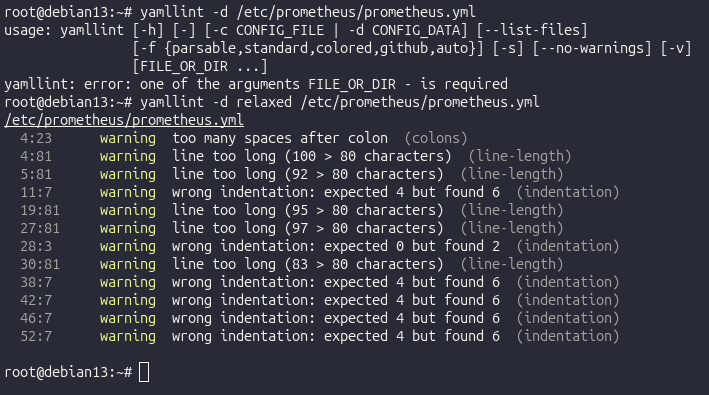 root@debian13:~# yamllint -d /etc/prometheus/prometheus.yml
usage: yamllint [-h] [-] [-c CONFIG_FILE | -d CONFIG_DATA] [--list-files]
                [-f {parsable,standard,colored,github,auto}] [-s] [--no-warnings] [-v]
                [FILE_OR_DIR ...]
yamllint: error: one of the arguments FILE_OR_DIR - is required
root@debian13:~# yamllint -d relaxed /etc/prometheus/prometheus.yml
/etc/prometheus/prometheus.yml
  4:23      warning  too many spaces after colon  (colons)
  4:81      warning  line too long (100 > 80 characters)  (line-length)
  5:81      warning  line too long (92 > 80 characters)  (line-length)
  11:7      warning  wrong indentation: expected 4 but found 6  (indentation)
  19:81     warning  line too long (95 > 80 characters)  (line-length)
  27:81     warning  line too long (97 > 80 characters)  (line-length)
  28:3      warning  wrong indentation: expected 0 but found 2  (indentation)
  30:81     warning  line too long (83 > 80 characters)  (line-length)
  38:7      warning  wrong indentation: expected 4 but found 6  (indentation)
  42:7      warning  wrong indentation: expected 4 but found 6  (indentation)
  46:7      warning  wrong indentation: expected 4 but found 6  (indentation)
  52:7      warning  wrong indentation: expected 4 but found 6  (indentation)
root@debian13:~#